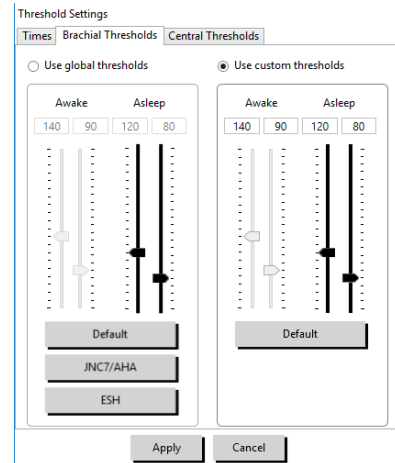 Threshold Settings
Times Brachial Thresholds Central Thresholds
Use global thresholds Use custom thresholds
Awake Asleep Awake Asleep
140 90 120 80 140 90 120 80
Default Default
JNC7/AHA
ESH
Apply Cancel